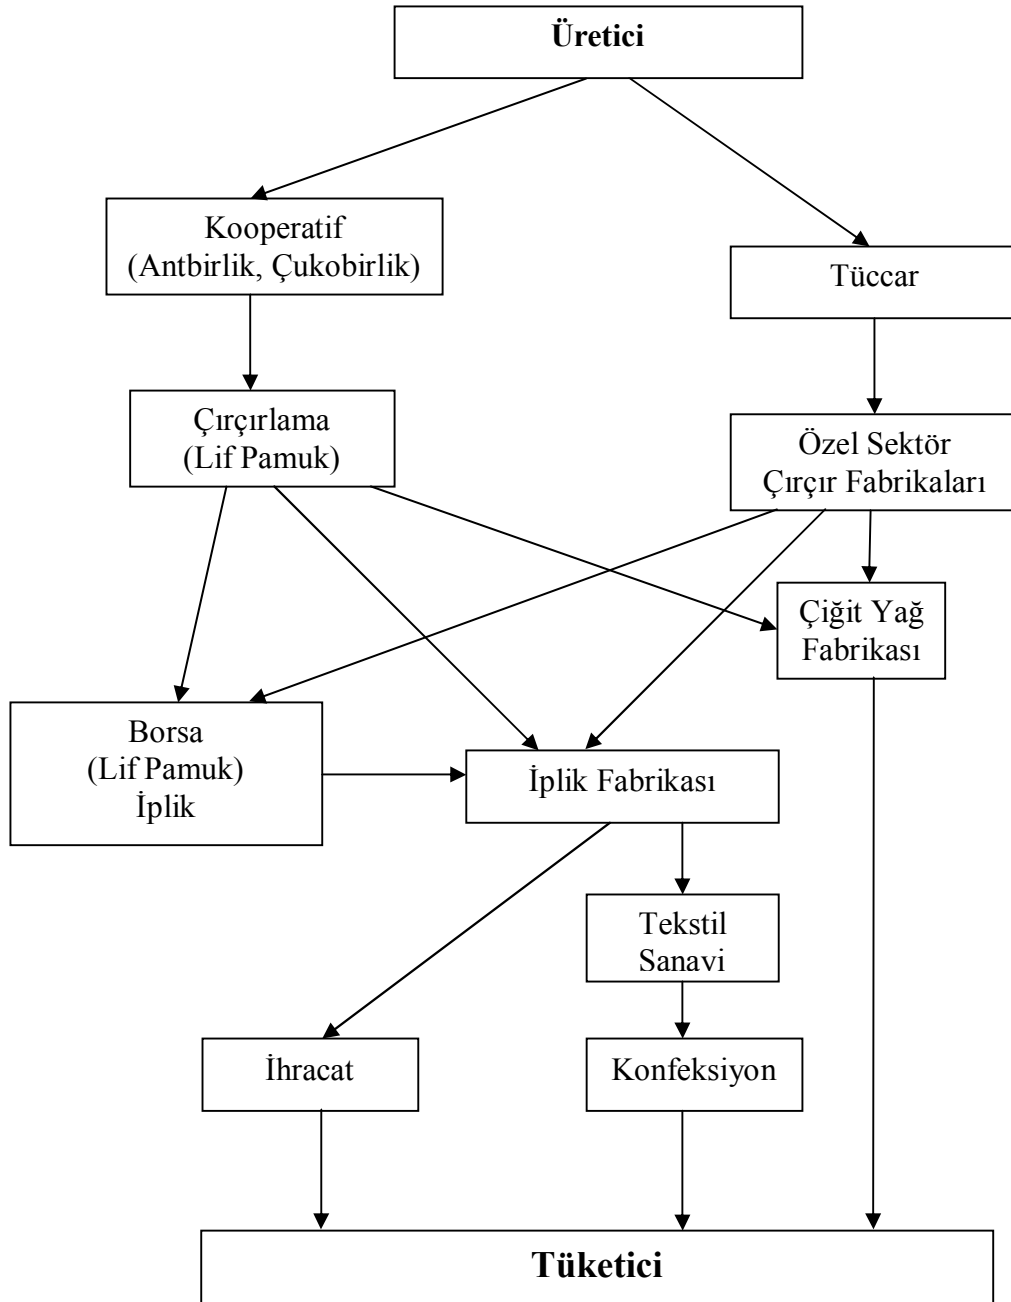 Üretici
Kooperatif
(Antbirlik, Çukobirlik)
Tüccar
Çırçırlama
(Lif Pamuk)
Özel Sektör
Çırçır Fabrikaları
Çiğit Yağ
Fabrikası
Borsa
(Lif Pamuk)
İplik
İplik Fabrikası
Tekstil
Sanavi
İhracat
Konfeksiyon
Tüketici